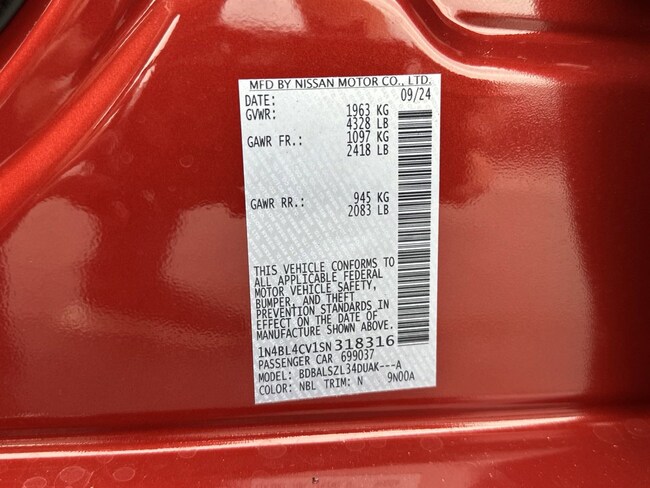 MFD BY NISSAN MOTOR CO., LTD.
DATE: 09/24
GVWR: 1963 KG
4328 LB
GAWR FR.: 1097 KG
2418 LB
GAWR RR.: 945 KG
2083 LB
THIS VEHICLE CONFORMS TO
ALL APPLICABLE FEDERAL
MOTOR VEHICLE SAFETY,
BUMPER, AND THEFT
PREVENTION STANDARDS IN
EFFECT ON THE DATE OF
MANUFACTURE SHOWN ABOVE.
1N4BL4CV1SN318316
PASSENGER CAR 699037
MODEL: BDBALSZL34DUAK---A
COLOR: NBL TRIM: N 9N00A